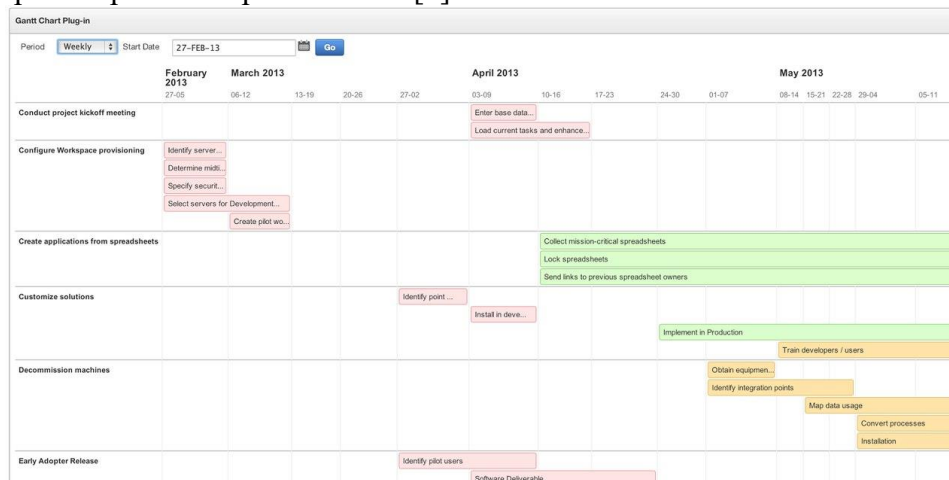 Gantt Chart Plug-in
Period Weekly Start Date 27-FEB-13 Go
February 2013 March 2013 April 2013 May 2013
27-05 06-12 13-19 20-26 27-02 03-09 10-16 17-23 24-30 01-07 08-14 15-21 22-28 29-04 05-11
Conduct project kickoff meeting Enter base data...
Load current tasks and enhance...
Configure Workspace provisioning Identify server...
Determine midti...
Specify securit...
Select servers for Development...
Create pilot wo...
Create applications from spreadsheets Collect mission-critical spreadsheets
Lock spreadsheets
Send links to previous spreadsheet owners
Customize solutions Identify point ...
Install in deve...
Implement in Production
Train developers / users
Decommission machines Obtain equipmen...
Identify integration points
Map data usage
Convert processes
Installation
Early Adopter Release Identify pilot users
Software Deliverable